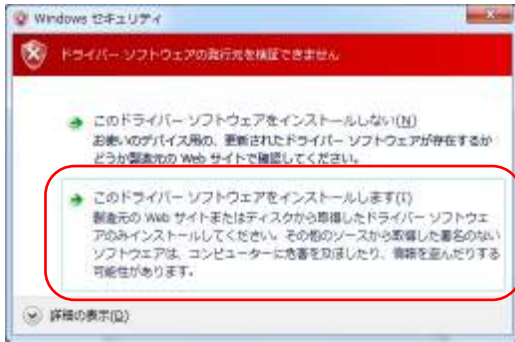 Windows セキュリティ
ドライバー ソフトウェアの発行元を検証できません
このドライバー ソフトウェアをインストールしない(N)
お使いのデバイス用の、更新されたドライバー ソフトウェアが存在するか
どうか製造元の Web サイトで確認してください。
このドライバー ソフトウェアをインストールします(I)
製造元の Web サイトまたはディスクから取得したドライバー ソフトウェ
アのみインストールしてください。その他のソースから取得した署名のない
ソフトウェアは、コンピューターに危害を及ぼしたり、情報を盗んだりする
可能性があります。
詳細の表示(D)